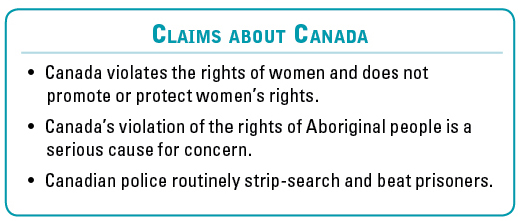 CLAIMS ABOUT CANADA
• Canada violates the rights of women and does not
promote or protect women's rights.
• Canada's violation of the rights of Aboriginal people is a
serious cause for concern.
• Canadian police routinely strip-search and beat prisoners.